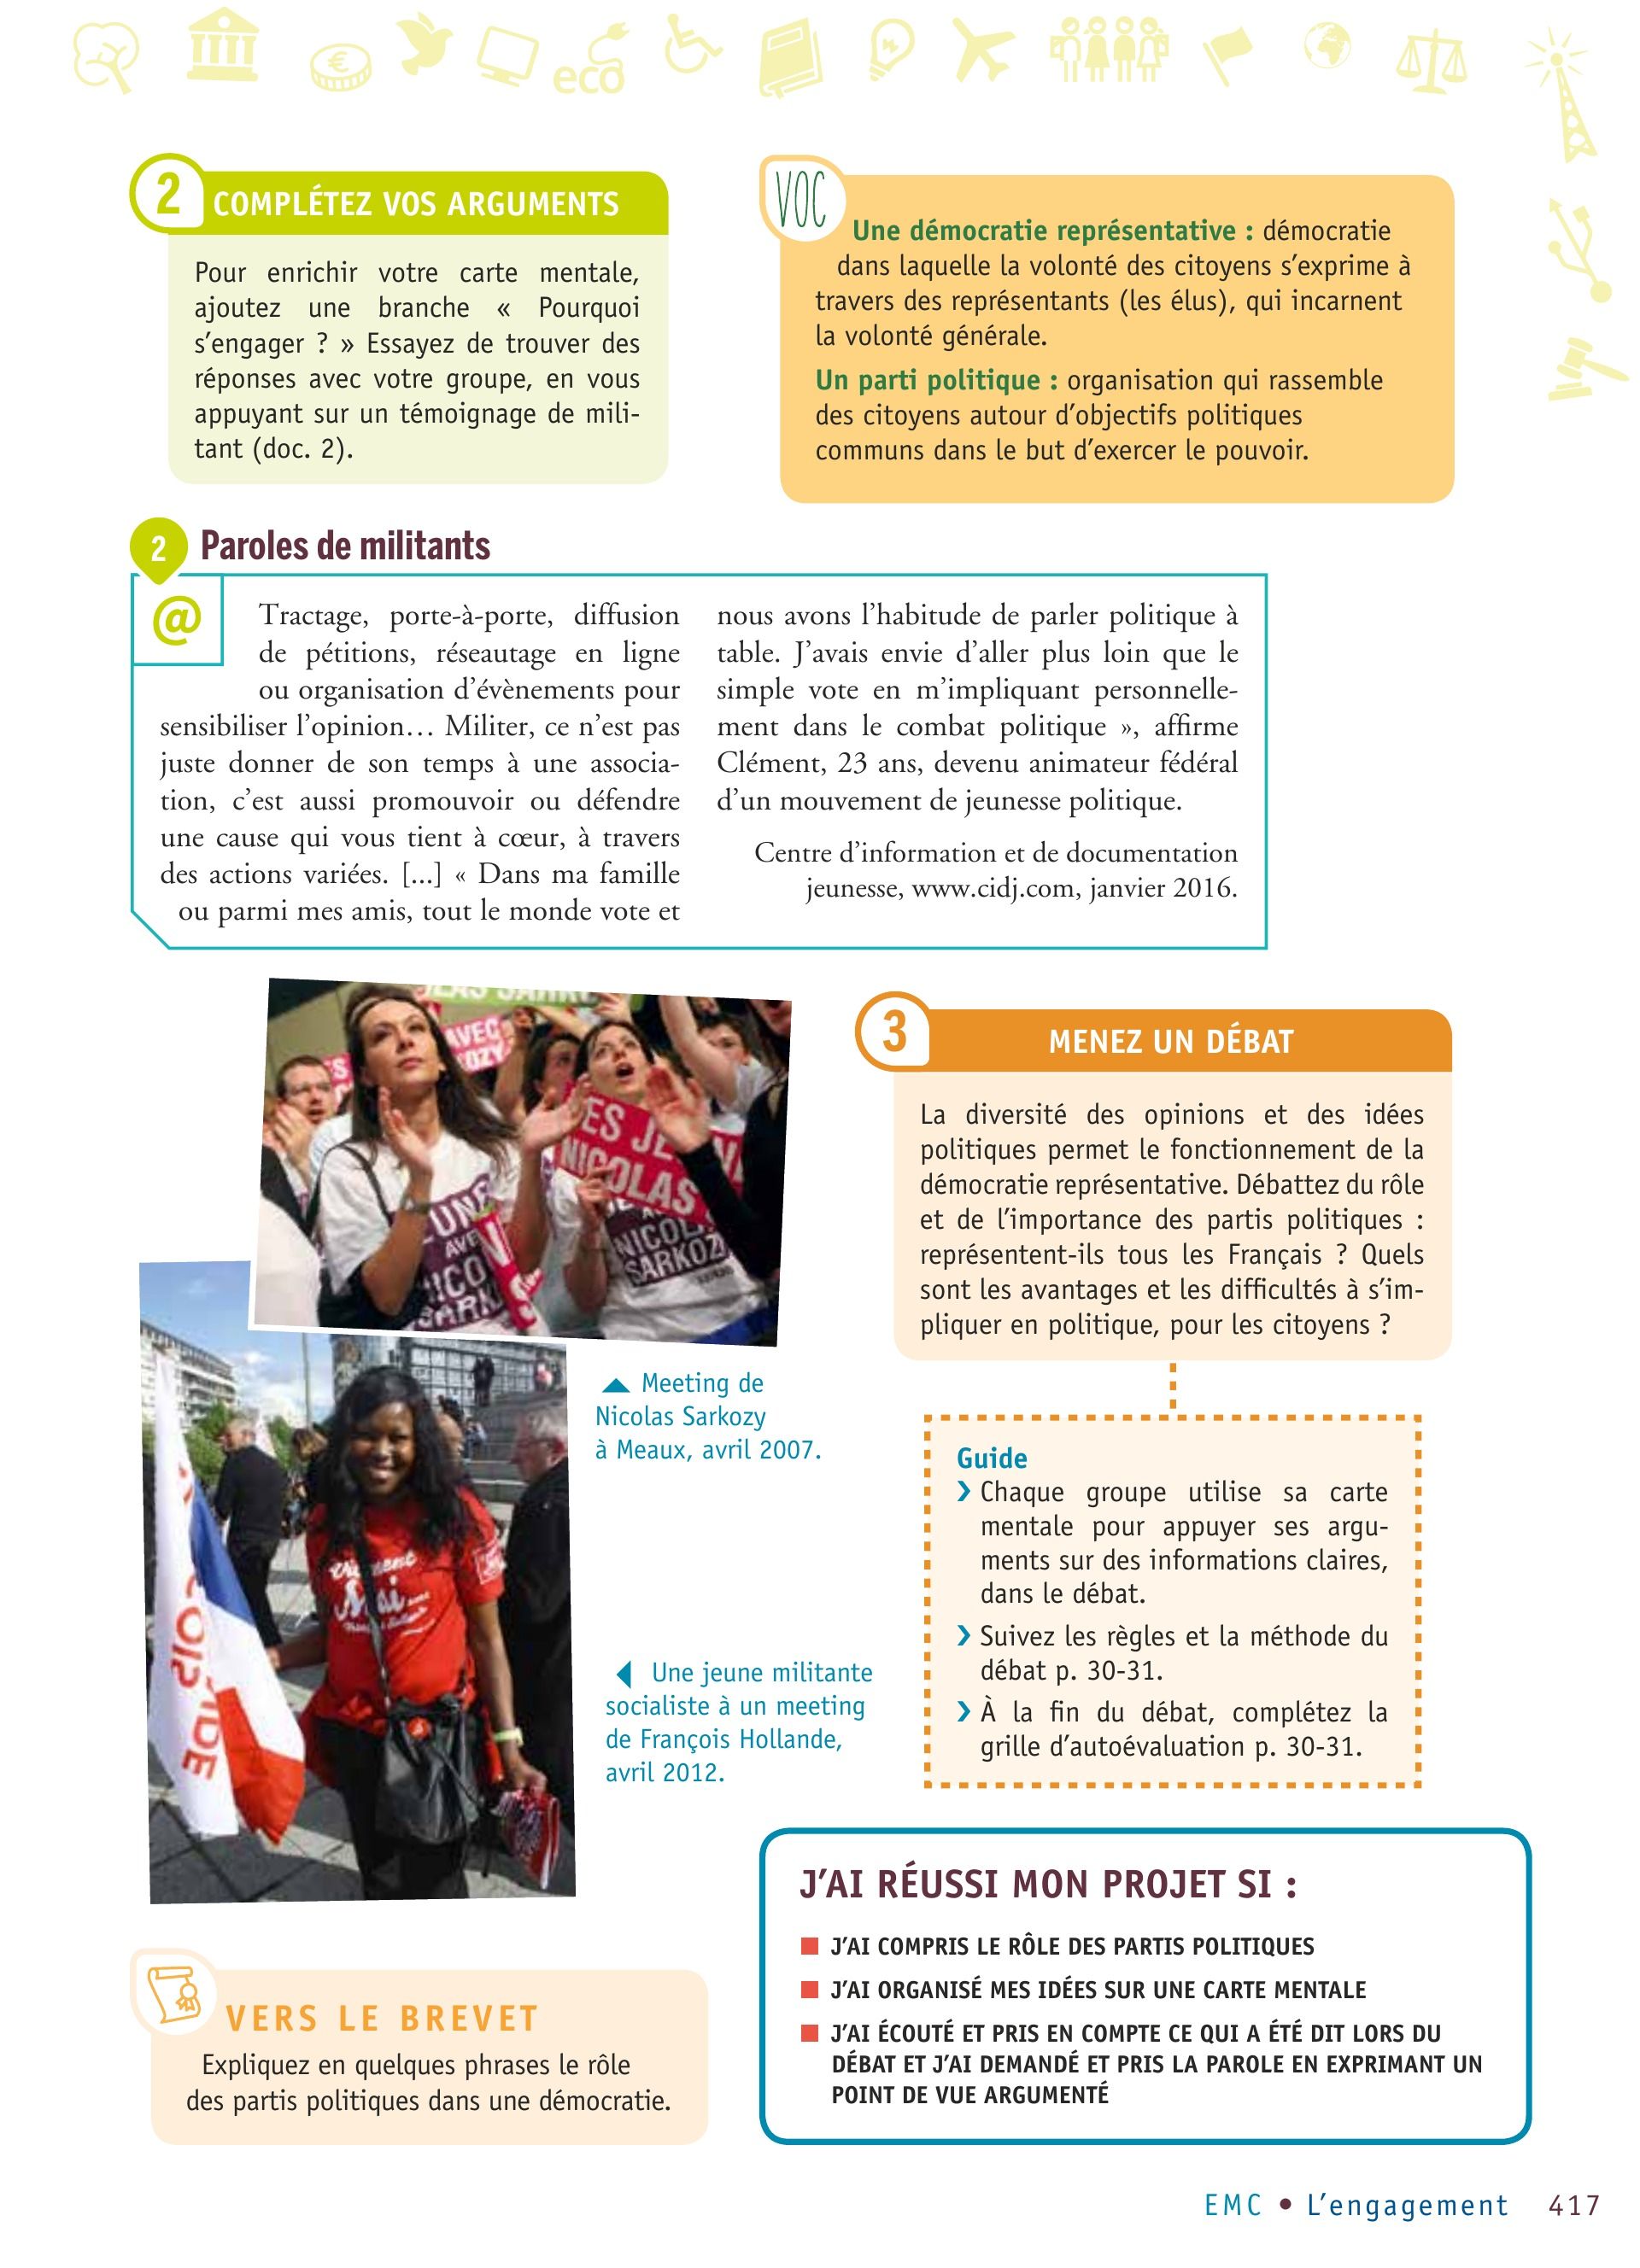 eco
2 COMPLÉTEZ VOS ARGUMENTS
Pour enrichir votre carte mentale,
ajoutez une branche « Pourquoi
s'engager ? » Essayez de trouver des
réponses avec votre groupe, en vous
appuyant sur un témoignage de mili-
tant (doc. 2).
VOC
Une démocratie représentative : démocratie
dans laquelle la volonté des citoyens s'exprime à
travers des représentants (les élus), qui incarnent
la volonté générale.
Un parti politique : organisation qui rassemble
des citoyens autour d'objectifs politiques
communs dans le but d'exercer le pouvoir.
2 Paroles de militants
@
Tractage, porte-à-porte, diffusion
de pétitions, réseautage en ligne
ou organisation d'évènements pour
sensibiliser l'opinion… Militer, ce n'est pas
juste donner de son temps à une associa-
tion, c'est aussi promouvoir ou défendre
une cause qui vous tient à cœur, à travers
des actions variées. [...] « Dans ma famille
ou parmi mes amis, tout le monde vote et
nous avons l'habitude de parler politique à
table. J'avais envie d'aller plus loin que le
simple vote en m'impliquant personnelle-
ment dans le combat politique », affirme
Clément, 23 ans, devenu animateur fédéral
d'un mouvement de jeunesse politique.
Centre d'information et de documentation
jeunesse, www.cidj.com, janvier 2016.
AVEC
NICOLAS
NICOL
SARKOZ
Meeting de
Nicolas Sarkozy
à Meaux, avril 2007.
Une jeune militante
socialiste à un meeting
de François Hollande,
avril 2012.
3 MENEZ UN DÉBAT
La diversité des opinions et des idées
politiques permet le fonctionnement de la
démocratie représentative. Débattez du rôle
et de l'importance des partis politiques :
représentent-ils tous les Français ? Quels
sont les avantages et les difficultés à s'im-
pliquer en politique, pour les citoyens ?
Guide
› Chaque groupe utilise sa carte
mentale pour appuyer ses argu-
ments sur des informations claires,
dans le débat.
› Suivez les règles et la méthode du
débat p. 30-31.
› À la fin du débat, complétez la
grille d'autoévaluation p. 30-31.
VERS LE BREVET
Expliquez en quelques phrases le rôle
des partis politiques dans une démocratie.
J'AI RÉUSSI MON PROJET SI :
■ J'AI COMPRIS LE RÔLE DES PARTIS POLITIQUES
■ J'AI ORGANISÉ MES IDÉES SUR UNE CARTE MENTALE
■ J'AI ÉCOUTÉ ET PRIS EN COMPTE CE QUI A ÉTÉ DIT LORS DU
DÉBAT ET J'AI DEMANDÉ ET PRIS LA PAROLE EN EXPRIMANT UN
POINT DE VUE ARGUMENTÉ
EMC • L'engagement 417